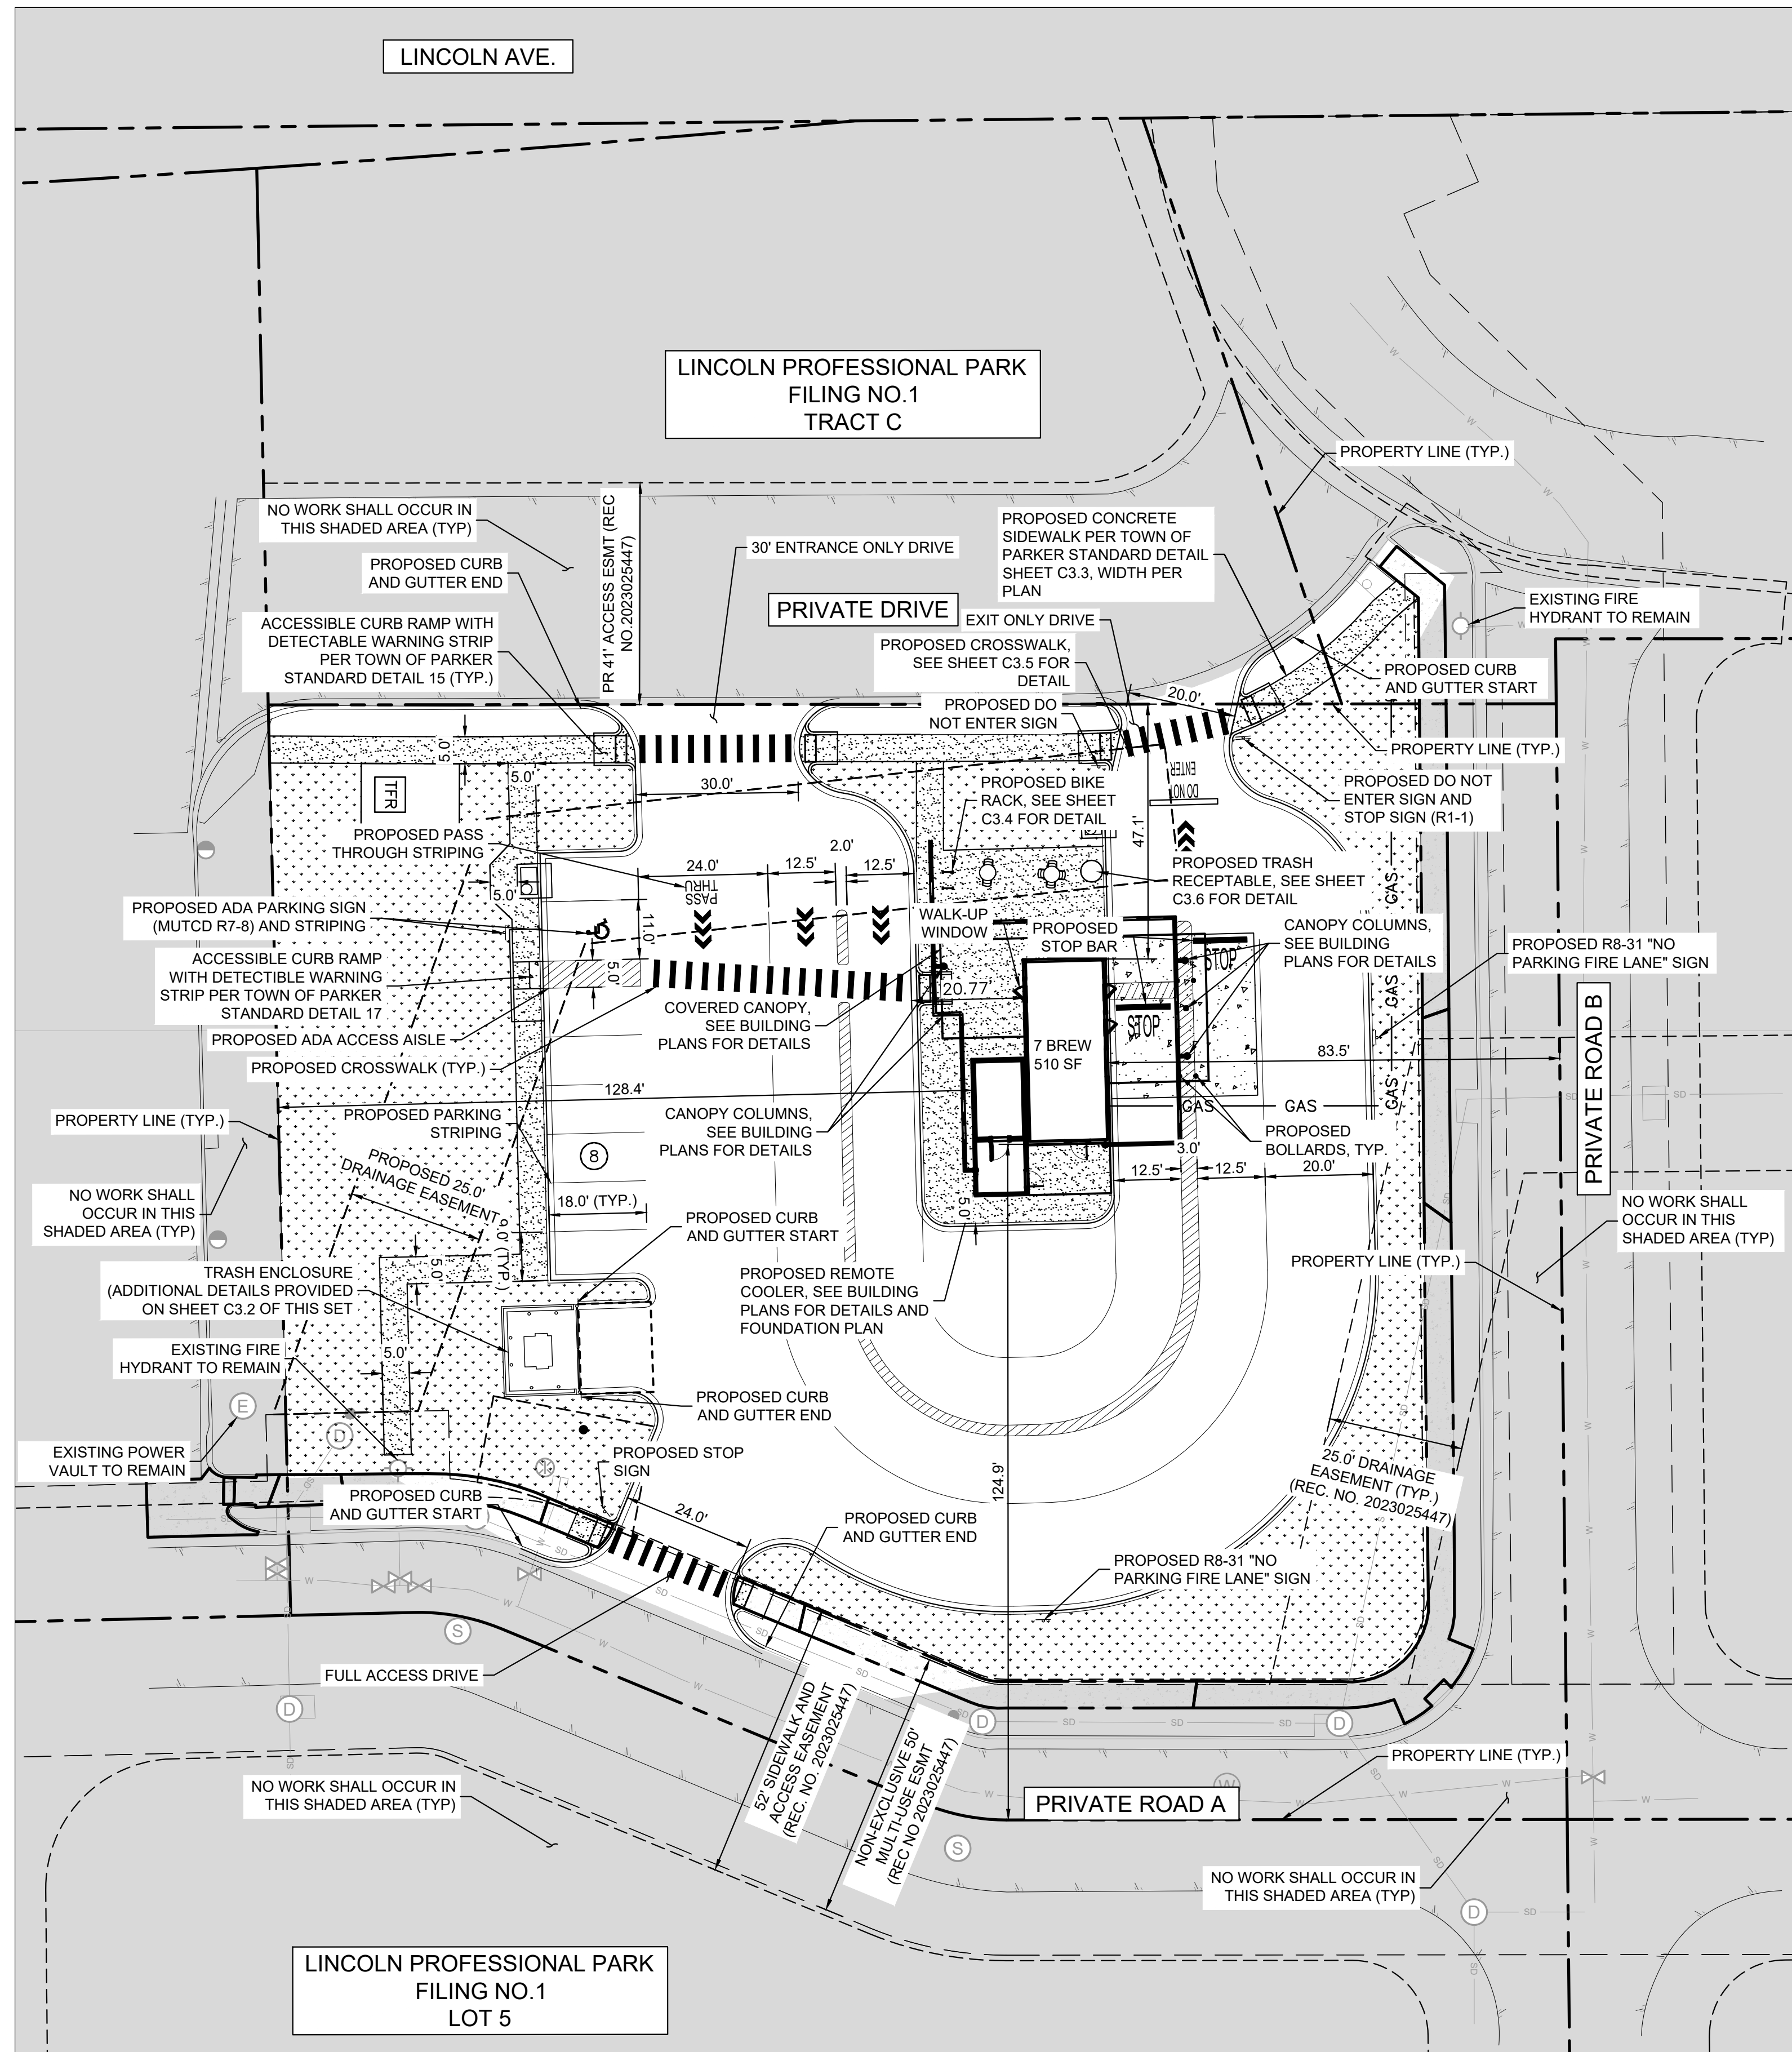 LINCOLN AVE.
LINCOLN PROFESSIONAL PARK
FILING NO.1
TRACT C
PROPERTY LINE (TYP.)
NO WORK SHALL OCCUR IN
THIS SHADED AREA (TYP)
PR 41' ACCESS ESMT (REC
NO.2023025447)
PROPOSED CONCRETE
SIDEWALK PER TOWN OF
PARKER STANDARD DETAIL
SHEET C3.3, WIDTH PER
PLAN
30' ENTRANCE ONLY DRIVE
PROPOSED CURB
AND GUTTER END
PRIVATE DRIVE
EXIT ONLY DRIVE
EXISTING FIRE
HYDRANT TO REMAIN
ACCESSIBLE CURB RAMP WITH
DETECTABLE WARNING STRIP
PER TOWN OF PARKER
STANDARD DETAIL 15 (TYP.)
PROPOSED CROSSWALK,
SEE SHEET C3.5 FOR
DETAIL
PROPOSED CURB
AND GUTTER START
PROPOSED DO
NOT ENTER SIGN
20.0'
PROPERTY LINE (TYP.)
5.0'
5.0'
30.0'
TFR
DO NOT
ENTER
PROPOSED BIKE
RACK, SEE SHEET
C3.4 FOR DETAIL
47.1'
PROPOSED DO NOT
ENTER SIGN AND
STOP SIGN (R1-1)
PROPOSED PASS
THROUGH STRIPING
24.0'
12.5'
2.0'
12.5'
PASS
THRU
PROPOSED TRASH
RECEPTABLE, SEE SHEET
C3.6 FOR DETAIL
GAS
5.0'
11.0'
PROPOSED ADA PARKING SIGN
(MUTCD R7-8) AND STRIPING
WALK-UP
WINDOW
PROPOSED
STOP BAR
CANOPY COLUMNS,
SEE BUILDING
PLANS FOR DETAILS
PROPOSED R8-31 "NO
PARKING FIRE LANE" SIGN
ACCESSIBLE CURB RAMP
WITH DETECTIBLE WARNING
STRIP PER TOWN OF PARKER
STANDARD DETAIL 17
5.0'
STOP
20.77'
GAS
COVERED CANOPY,
SEE BUILDING
PLANS FOR DETAILS
STOP
PROPOSED ADA ACCESS AISLE
7 BREW
510 SF
83.5'
PROPOSED CROSSWALK (TYP.)
128.4'
PRIVATE ROAD B
GAS
GAS
GAS
PROPERTY LINE (TYP.)
PROPOSED PARKING
STRIPING
CANOPY COLUMNS,
SEE BUILDING
PLANS FOR DETAILS
PROPOSED
BOLLARDS, TYP.
3.0'
8
12.5'
12.5'
20.0'
PROPOSED 25.0'
DRAINAGE EASEMENT
NO WORK SHALL
OCCUR IN THIS
SHADED AREA (TYP)
18.0' (TYP.)
9.0' (TYP.)
5.0'
PROPOSED CURB
AND GUTTER START
NO WORK SHALL
OCCUR IN THIS
SHADED AREA (TYP)
PROPERTY LINE (TYP.)
TRASH ENCLOSURE
(ADDITIONAL DETAILS PROVIDED
ON SHEET C3.2 OF THIS SET
5.0'
PROPOSED REMOTE
COOLER, SEE BUILDING
PLANS FOR DETAILS AND
FOUNDATION PLAN
EXISTING FIRE
HYDRANT TO REMAIN
5.0'
PROPOSED CURB
AND GUTTER END
E
D
EXISTING POWER
VAULT TO REMAIN
PROPOSED STOP
SIGN
124.9'
25.0' DRAINAGE
EASEMENT (TYP.)
(REC. NO. 2023025447)
PROPOSED CURB
AND GUTTER START
24.0'
PROPOSED CURB
AND GUTTER END
PROPOSED R8-31 "NO
PARKING FIRE LANE" SIGN
S
FULL ACCESS DRIVE
52' SIDEWALK AND
ACCESS EASEMENT
(REC. NO. 2023025447)
NON-EXCLUSIVE 50'
MULTI-USE ESMT
(REC NO 2023025447)
D
D
D
PROPERTY LINE (TYP.)
NO WORK SHALL OCCUR IN
THIS SHADED AREA (TYP)
W
PRIVATE ROAD A
S
NO WORK SHALL OCCUR IN
THIS SHADED AREA (TYP)
D
LINCOLN PROFESSIONAL PARK
FILING NO.1
LOT 5